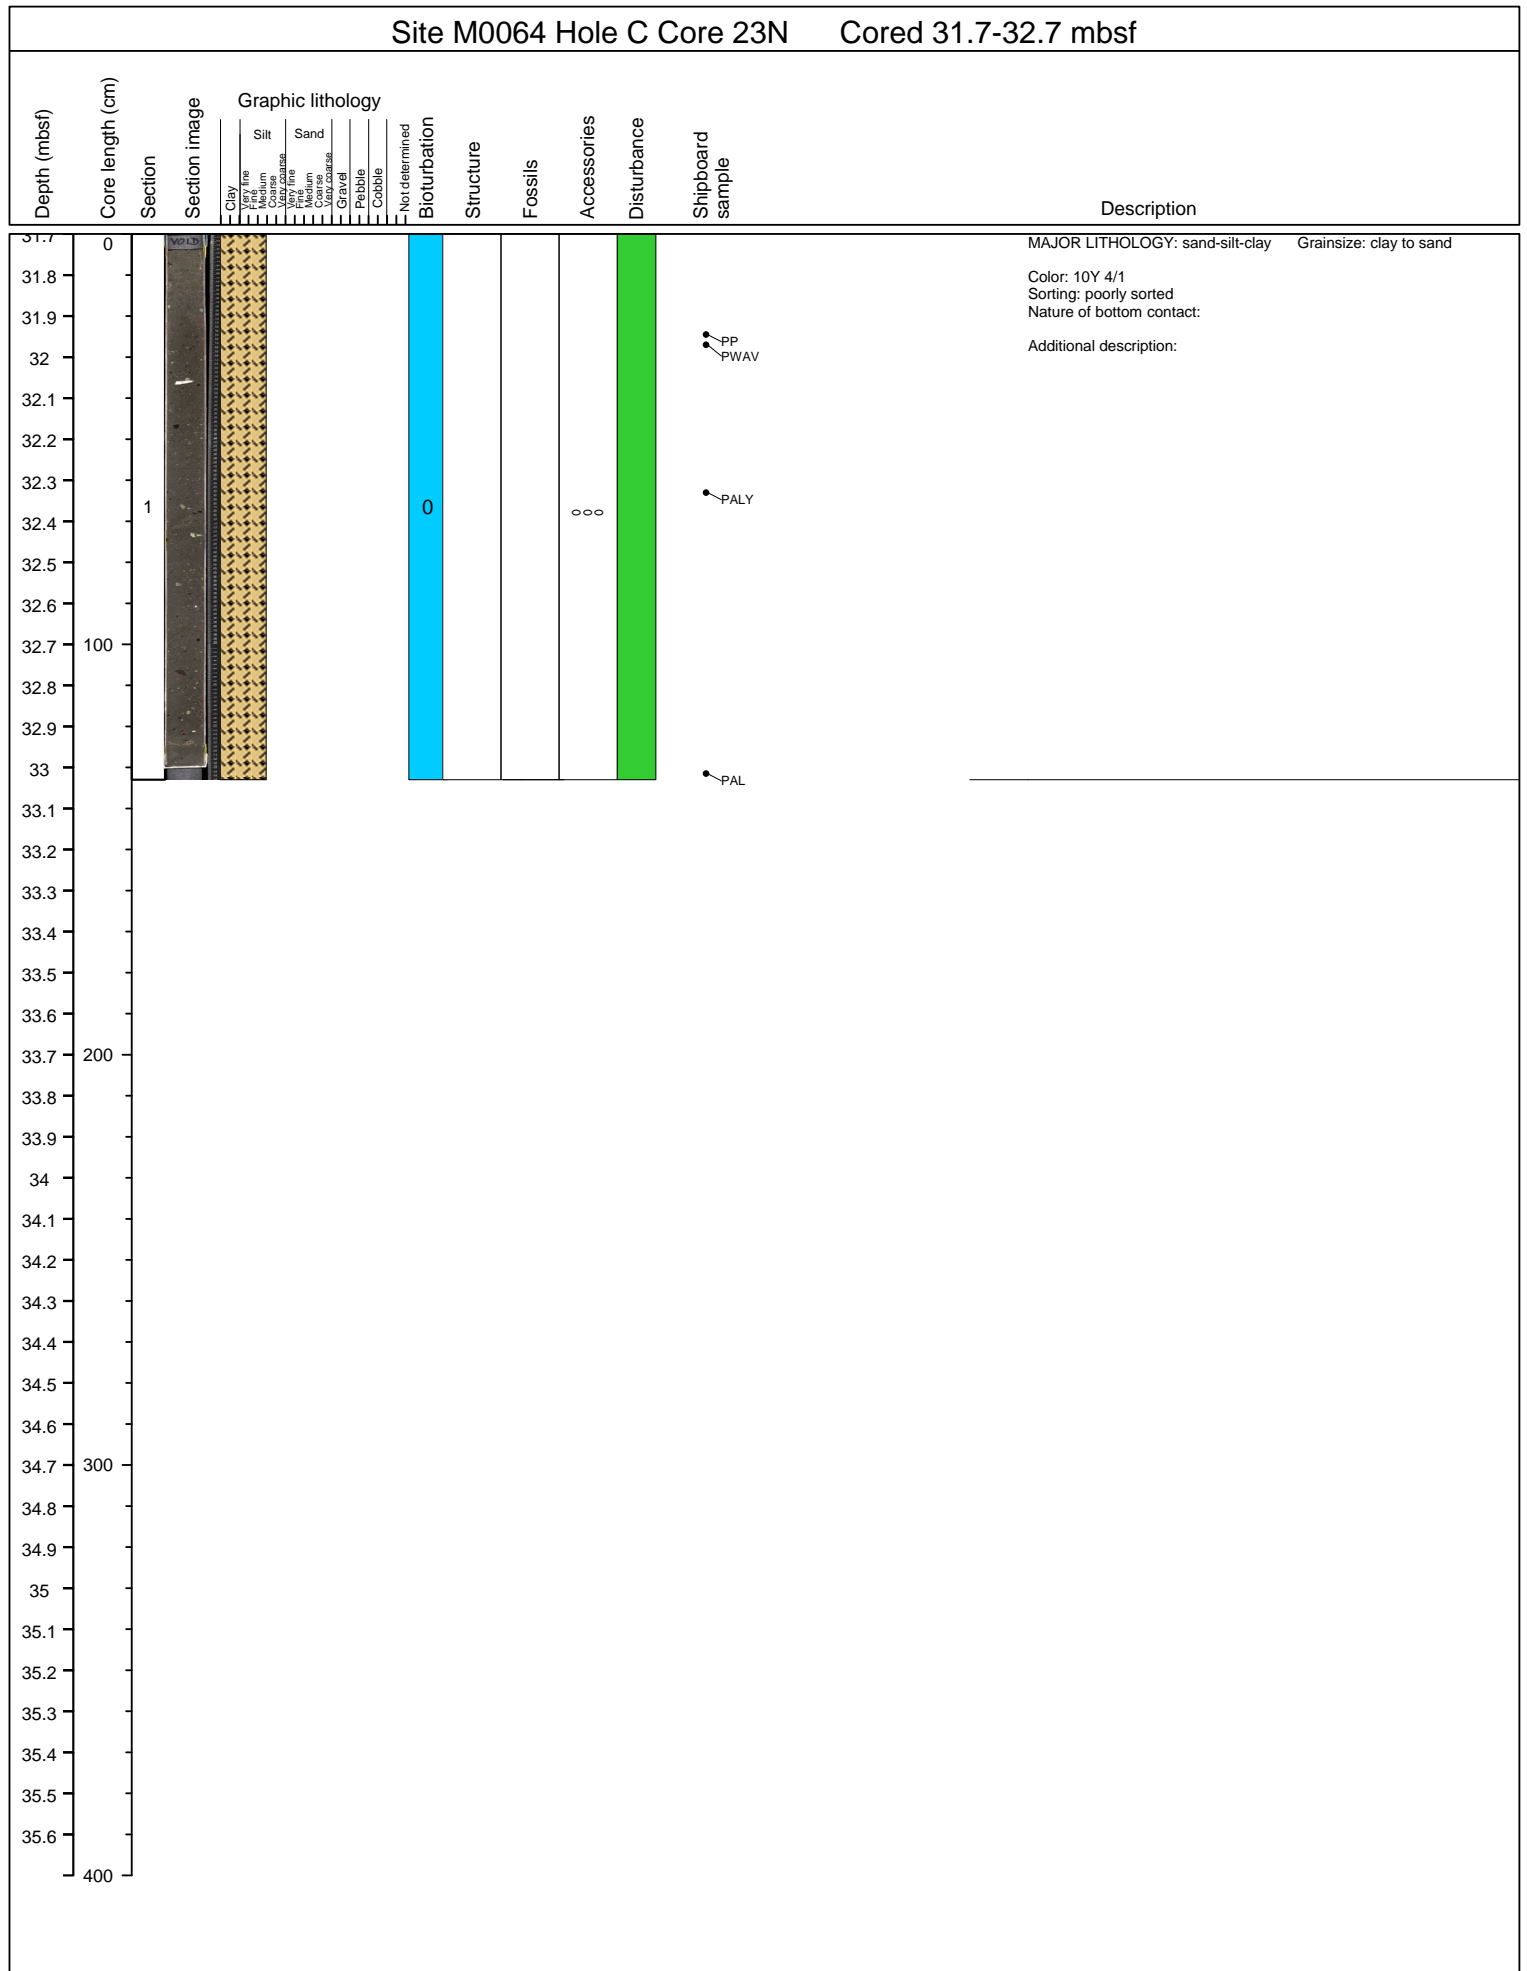 Site M0064 Hole C Core 23N Cored 31.7-32.7 mbsf
Depth (mbsf)
Core length (cm)
Section
Section image
Graphic lithology
Clay
Silt
Very fine
Fine
Medium
Coarse
Very coarse
Sand
Very fine
Fine
Medium
Coarse
Very coarse
Gravel
Pebble
Cobble
Not determined
Bioturbation
Structure
Fossils
Accessories
Disturbance
Shipboard
sample
Description
31.7
31.8
31.9
32
32.1
32.2
32.3
32.4
32.5
32.6
32.7
32.8
32.9
33
33.1
33.2
33.3
33.4
33.5
33.6
33.7
33.8
33.9
34
34.1
34.2
34.3
34.4
34.5
34.6
34.7
34.8
34.9
35
35.1
35.2
35.3
35.4
35.5
35.6
0
100
200
300
400
1
VOID
0
PP
PWAV
PALY
PAL
MAJOR LITHOLOGY: sand-silt-clay Grainsize: clay to sand
Color: 10Y 4/1
Sorting: poorly sorted
Nature of bottom contact:
Additional description: